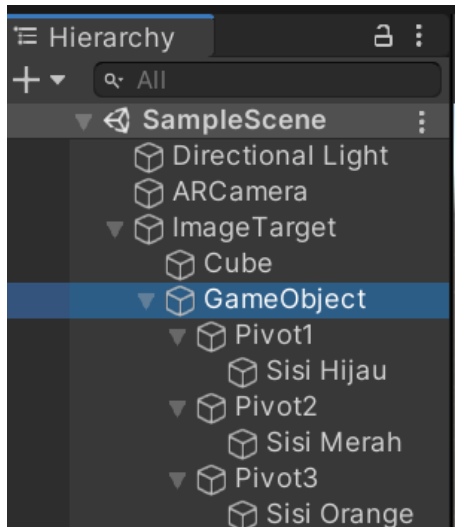 Hierarchy
All
SampleScene
Directional Light
ARCamera
ImageTarget
Cube
GameObject
Pivot1
Sisi Hijau
Pivot2
Sisi Merah
Pivot3
Sisi Orange